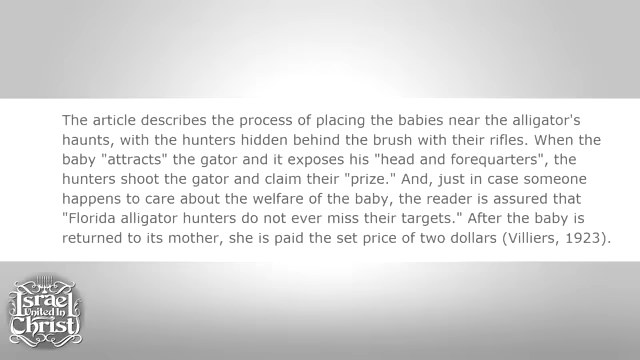 The article describes the process of placing the babies near the alligator's
haunts, with the hunters hidden behind the brush with their rifles. When the
baby "attracts" the gator and it exposes his "head and forequarters", the
hunters shoot the gator and claim their "prize." And, just in case someone
happens to care about the welfare of the baby, the reader is assured that
"Florida alligator hunters do not ever miss their targets." After the baby is
returned to its mother, she is paid the set price of two dollars (Villiers, 1923).
Israel
United In
Christ